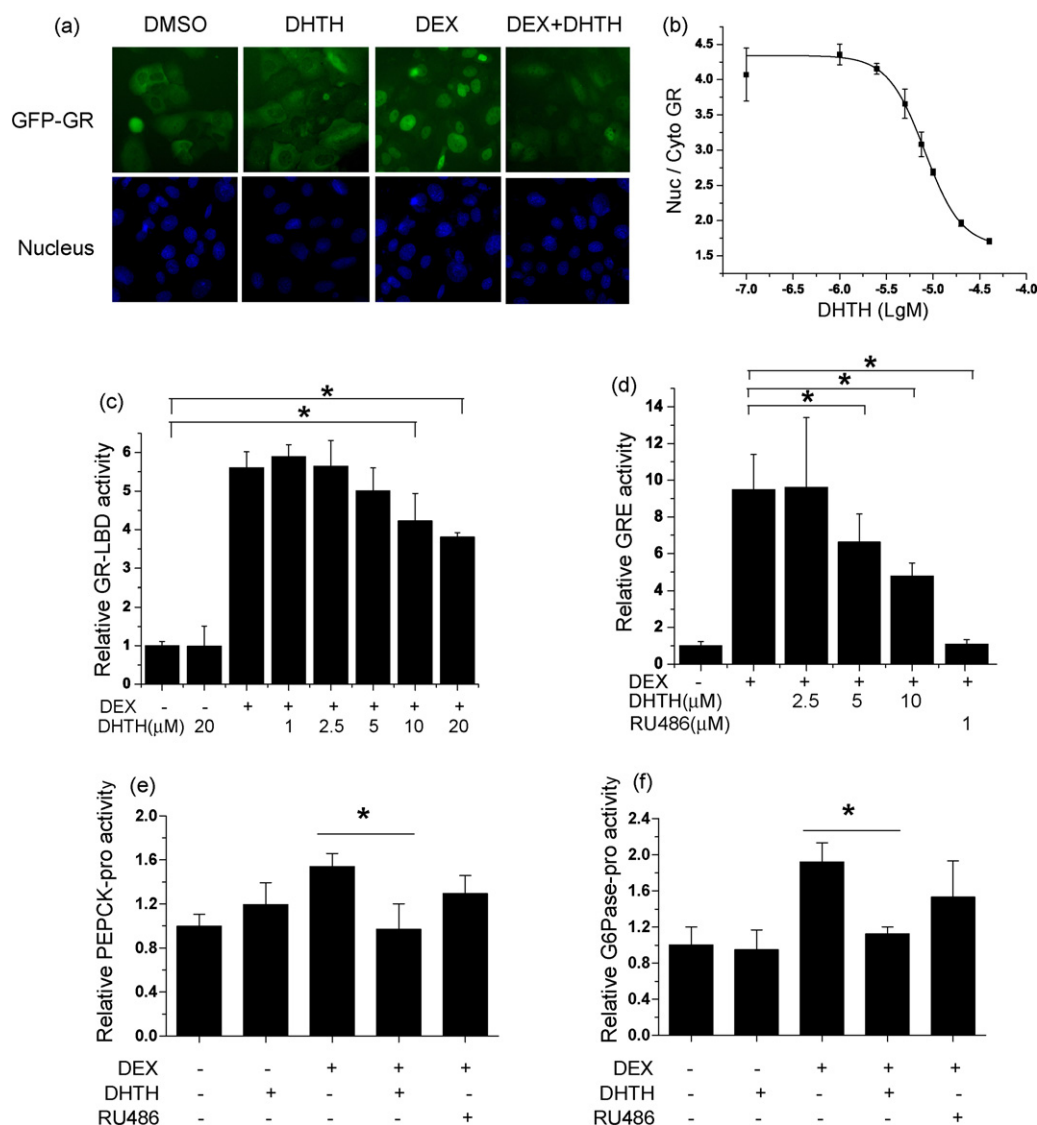 (a)
DMSO DHTH DEX DEX+DHTH
GFP-GR
Nucleus
(b)
4.5
4.0
3.5
3.0
2.5
2.0
1.5
Nuc / Cyto GR
-7.0 -6.5 -6.0 -5.5 -5.0 -4.5 -4.0
DHTH (LgM)
(c)
*
*
6
5
4
3
2
1
0
Relative GR-LBD activity
DEX - - + + + + + +
DHTH(μM) 20 1 2.5 5 10 20
(d)
*
*
*
14
12
10
8
6
4
2
0
Relative GRE activity
DEX - + + + + +
DHTH(μM) 2.5 5 10
RU486(μM) 1
(e)
*
2.0
1.6
1.2
0.8
0.4
0.0
Relative PEPCK-pro activity
DEX - - + + +
DHTH - + - + -
RU486 - - - - +
(f)
*
2.4
2.0
1.6
1.2
0.8
0.4
0.0
Relative G6Pase-pro activity
DEX - - + + +
DHTH - + - + -
RU486 - - - - +